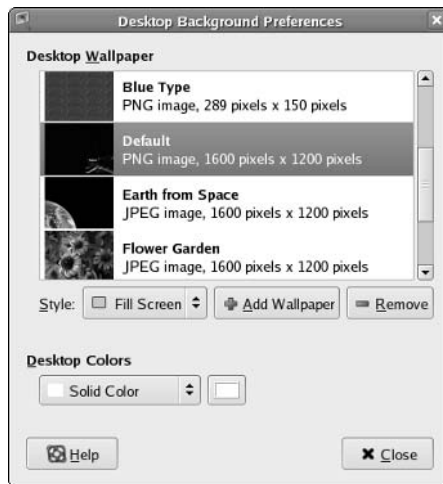 Desktop Background Preferences
Desktop Wallpaper
Blue Type
PNG image, 289 pixels x 150 pixels
Default
PNG image, 1600 pixels x 1200 pixels
Earth from Space
JPEG image, 1600 pixels x 1200 pixels
Flower Garden
JPEG image, 1600 pixels x 1200 pixels
Style: Fill Screen Add Wallpaper Remove
Desktop Colors
Solid Color
Help Close